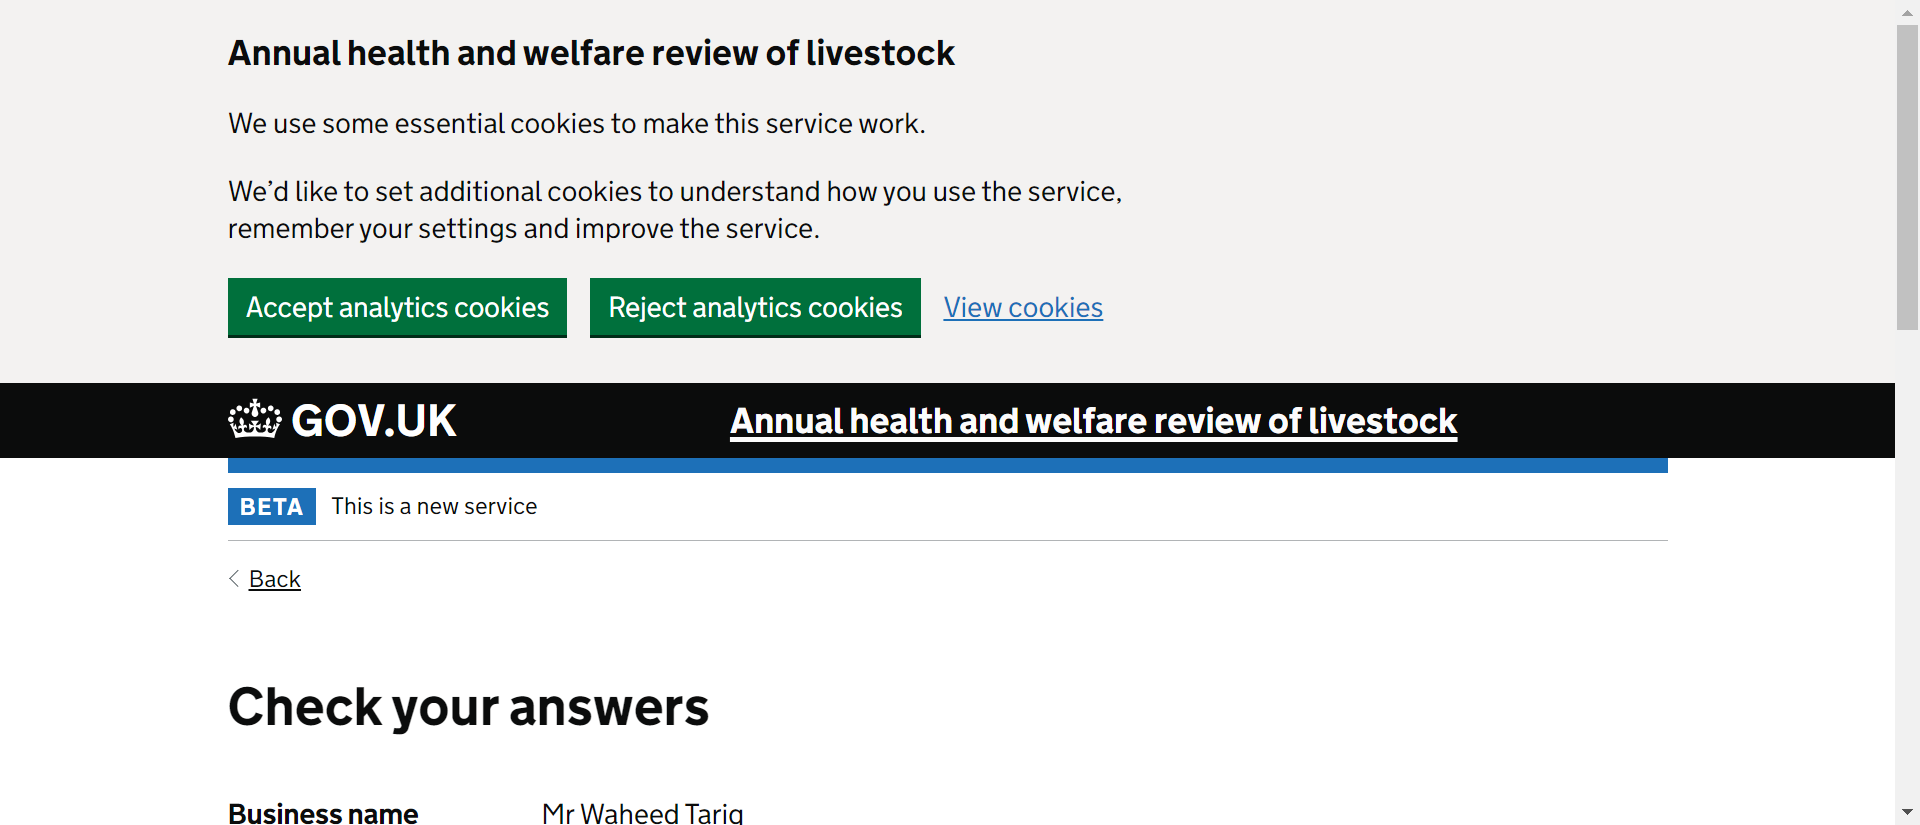 Annual health and welfare review of livestock
We use some essential cookies to make this service work.
We’d like to set additional cookies to understand how you use the service,
remember your settings and improve the service.
Accept analytics cookies Reject analytics cookies View cookies
GOV.UK Annual health and welfare review of livestock
BETA This is a new service
Back
Check your answers
Business name Mr Waheed Tariq